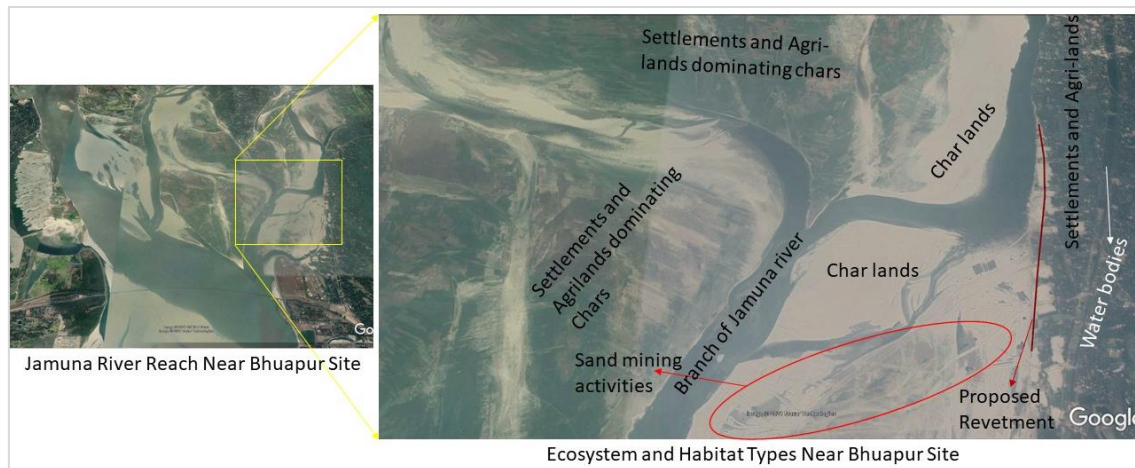 Settlements and Agri-
lands dominating chars
Settlements and Agri-lands
Char lands
Settlements and
Agrilands dominating
Chars
Branch of Jamuna river
Char lands
Water bodies
Sand mining
activities
Proposed
Revetment
Google
Goo
Jamuna River Reach Near Bhuapur Site
Ecosystem and Habitat Types Near Bhuapur Site